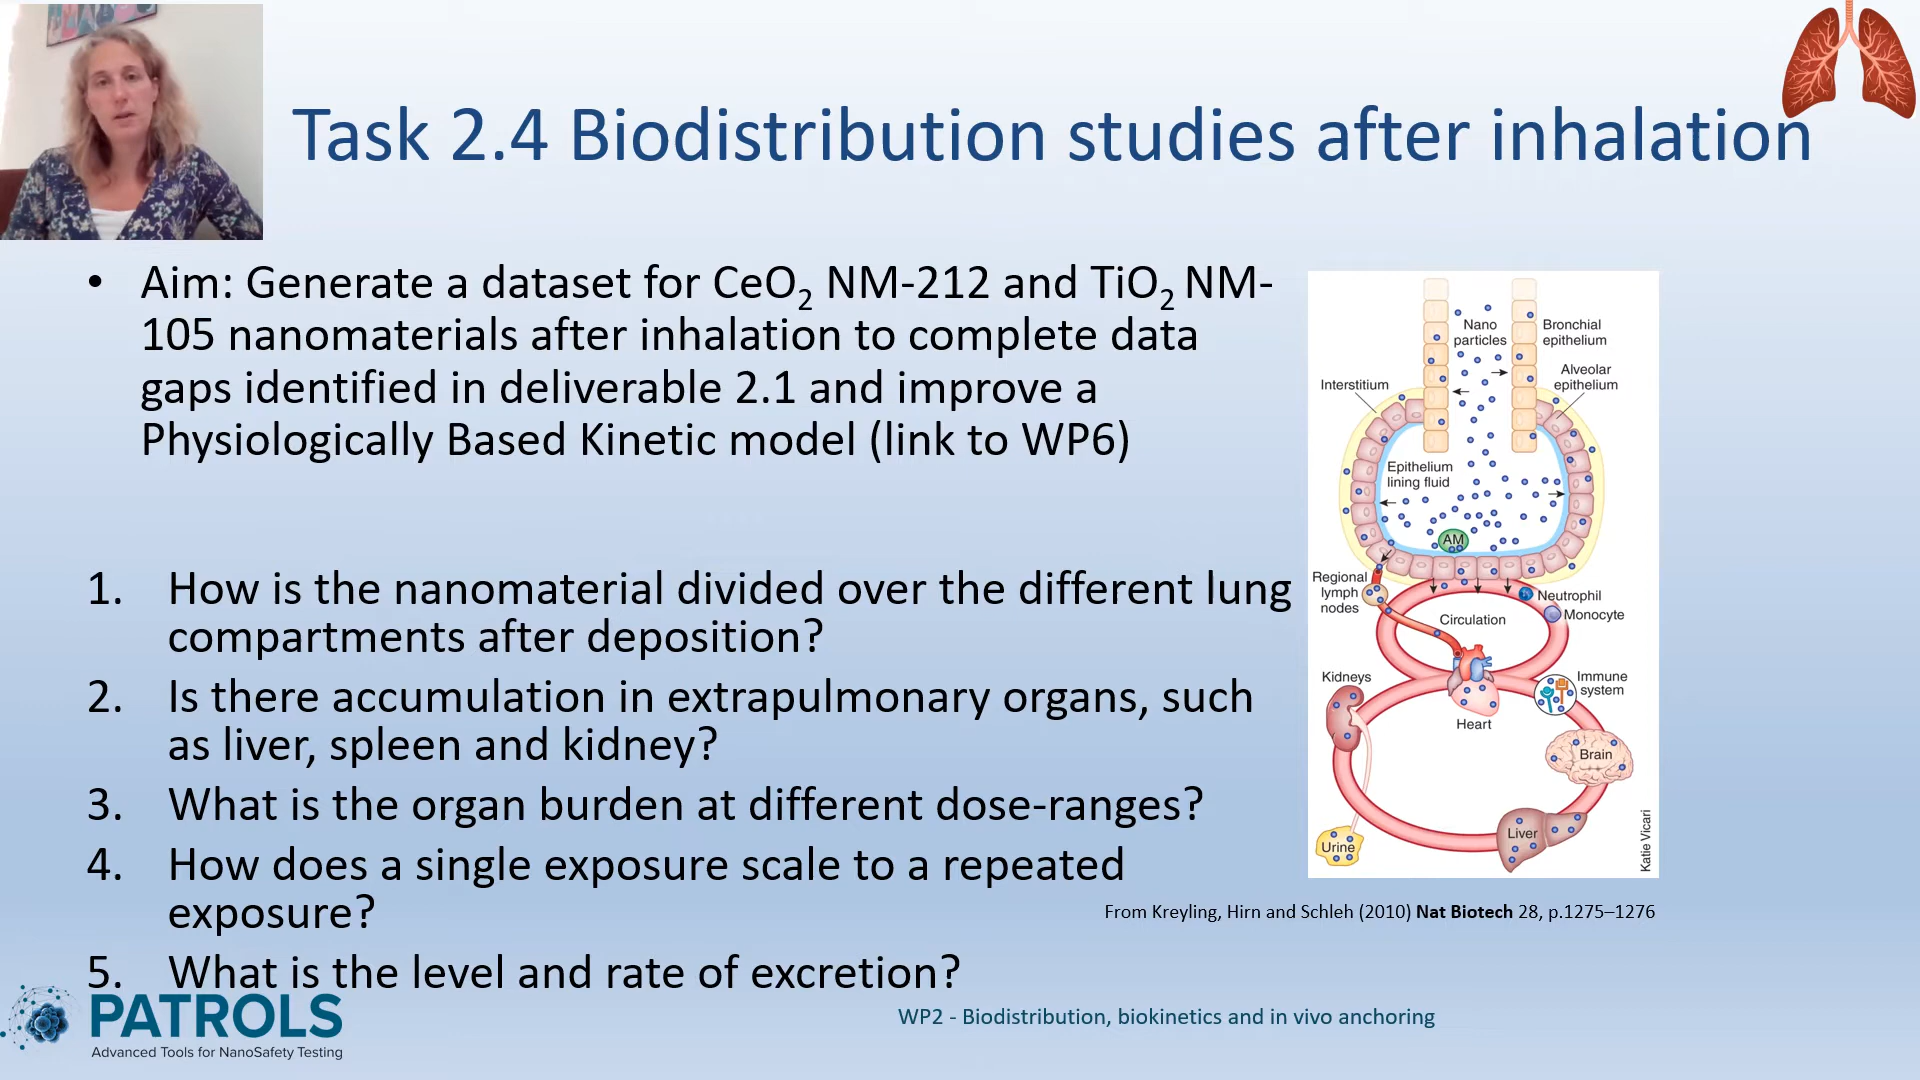 Task 2.4 Biodistribution studies after inhalation
• Aim: Generate a dataset for CeO₂ NM-212 and TiO₂ NM-
105 nanomaterials after inhalation to complete data
gaps identified in deliverable 2.1 and improve a
Physiologically Based Kinetic model (link to WP6)
1. How is the nanomaterial divided over the different lung
compartments after deposition?
2. Is there accumulation in extrapulmonary organs, such
as liver, spleen and kidney?
3. What is the organ burden at different dose-ranges?
4. How does a single exposure scale to a repeated
exposure?
5. What is the level and rate of excretion?
Nano
particles
Bronchial
epithelium
Interstitium
Alveolar
epithelium
Epithelium
lining fluid
AM
Regional
lymph
nodes
Neutrophil
Monocyte
Circulation
Kidneys
Immune
system
Heart
Brain
Liver
Urine
Katie Vicari
From Kreyling, Hirn and Schleh (2010) Nat Biotech 28, p.1275–1276
PATROLS
Advanced Tools for NanoSafety Testing
WP2 - Biodistribution, biokinetics and in vivo anchoring